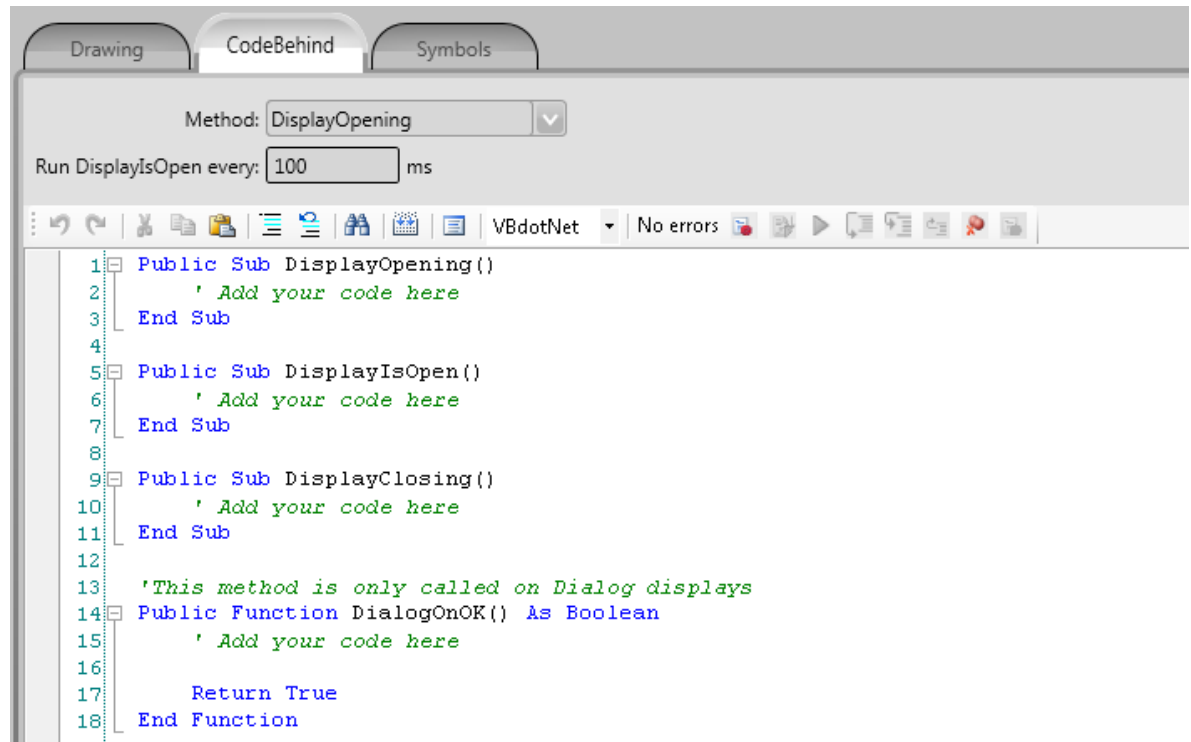 Drawing CodeBehind Symbols
Method: DisplayOpening
Run DisplayIsOpen every: 100 ms
VBdotNet No errors
1 Public Sub DisplayOpening()
2 ' Add your code here
3 End Sub
4
5 Public Sub DisplayIsOpen()
6 ' Add your code here
7 End Sub
8
9 Public Sub DisplayClosing()
10 ' Add your code here
11 End Sub
12
13 'This method is only called on Dialog displays
14 Public Function DialogOnOK() As Boolean
15 ' Add your code here
16
17 Return True
18 End Function